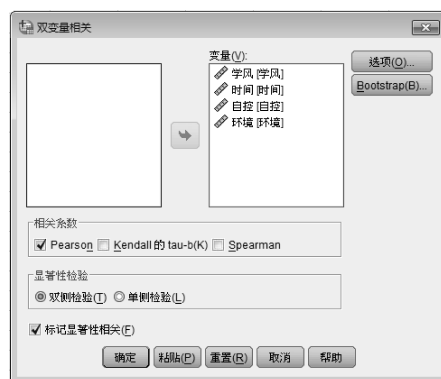 双变量相关
变量(V):
学风 [学风]
时间 [时间]
自控 [自控]
环境 [环境]
选项(O)...
Bootstrap(B)...
相关系数
Pearson Kendall 的 tau-b(K) Spearman
显著性检验
双侧检验(T) 单侧检验(L)
标记显著性相关(F)
确定 粘贴(P) 重置(R) 取消 帮助